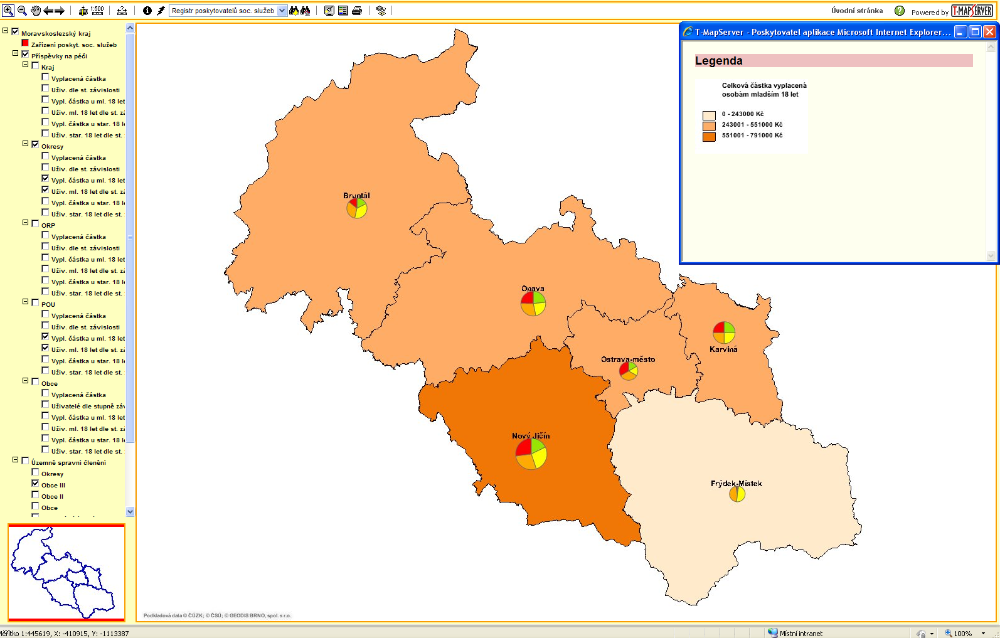 1:500
Registr poskytovatelů soc. služeb
Úvodní stránka
Powered by T-MAPSERVER
Moravskoslezský kraj
Zařízení poskyt. soc. služeb
Příspěvky na péči
Kraj
Vyplacená částka
Uživ. dle st. závislosti
Vypl. částka u ml. 18 let
Uživ. ml. 18 let dle st. zá
Vypl. částka u star. 18 le
Uživ. star. 18 let dle st.
Okresy
Vyplacená částka
Uživ. dle st. závislosti
Vypl. částka u ml. 18 let
Uživ. ml. 18 let dle st. zá
Vypl. částka u star. 18 le
Uživ. star. 18 let dle st.
ORP
Vyplacená částka
Uživ. dle st. závislosti
Vypl. částka u ml. 18 let
Uživ. ml. 18 let dle st. zá
Vypl. částka u star. 18 le
Uživ. star. 18 let dle st.
POU
Vyplacená částka
Uživ. dle st. závislosti
Vypl. částka u ml. 18 let
Uživ. ml. 18 let dle st. zá
Vypl. částka u star. 18 le
Uživ. star. 18 let dle st.
Obce
Vyplacená částka
Uživatelé dle stupně záv
Vypl. částka u ml. 18 let
Uživ. ml. 18 let dle st. zá
Vypl. částka u star. 18 le
Uživ. star. 18 let dle st.
Územně spravní členění
Okresy
Obce III
Obce II
Obce
T-MapServer - Poskytovatel aplikace Microsoft Internet Explorer...
Legenda
Celková částka vyplacená
osobám mladším 18 let
0 - 243000 Kč
243001 - 551000 Kč
551001 - 791000 Kč
Bruntál
Opava
Karviná
Ostrava-město
Nový Jičín
Frýdek-Místek
Podkladová data © ČÚZK; © ČSÚ; © GEODIS BRNO, spol. s r.o.
Měřítko 1:445619, X: -410915, Y: -1113387
Místní intranet
100%